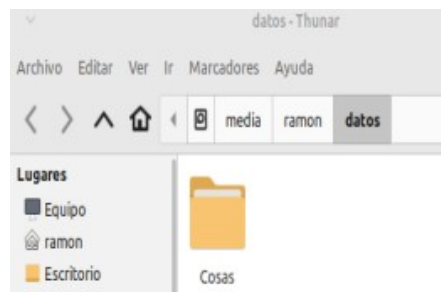 datos - Thunar
Archivo Editar Ver Ir Marcadores Ayuda
media ramon datos
Lugares
Equipo
ramon
Escritorio
Cosas